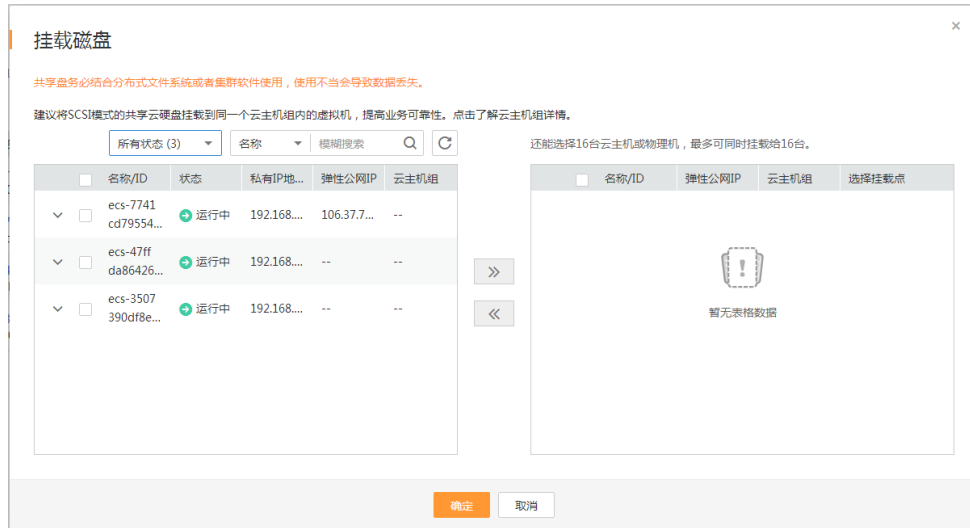 挂载磁盘
共享盘务必结合分布式文件系统或者集群软件使用，使用不当会导致数据丢失。
建议将SCSI模式的共享云硬盘挂载到同一个云主机组内的虚拟机，提高业务可靠性。点击了解云主机组详情。
所有状态 (3) 名称 模糊搜索
还能选择16台云主机或物理机，最多可同时挂载给16台。
名称/ID 状态 私有IP地... 弹性公网IP 云主机组
ecs-7741
cd79554... 运行中 192.168.... 106.37.7... --
ecs-47ff
da86426... 运行中 192.168.... -- --
ecs-3507
390df8e... 运行中 192.168.... -- --
名称/ID 弹性公网IP 云主机组 选择挂载点
暂无表格数据
确定 取消